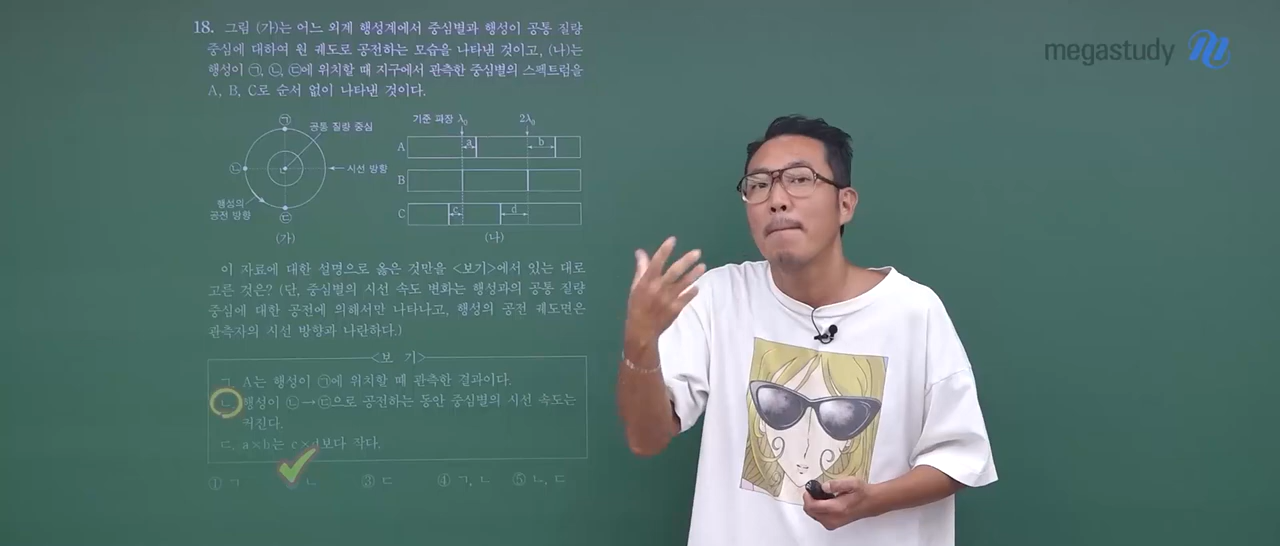 megastudy
18. 그림 (가)는 어느 외계 행성계에서 중심별과 행성이 공통 질량
중심에 대하여 원 궤도로 공전하는 모습을 나타낸 것이고, (나)는
행성이 ㉠, ㉡, ㉢에 위치할 때 지구에서 관측한 중심별의 스펙트럼을
A, B, C로 순서 없이 나타낸 것이다.
㉠
공통 질량 중심
㉡
시선 방향
행성의
공전 방향
㉢
(가)
기준 파장 λ₀ 2λ₀
A a b
B
C c d
(나)
이 자료에 대한 설명으로 옳은 것만을 <보기>에서 있는 대로
고른 것은? (단, 중심별의 시선 속도 변화는 행성과의 공통 질량
중심에 대한 공전에 의해서만 나타나고, 행성의 공전 궤도면은
관측자의 시선 방향과 나란하다.)
<보 기>
ㄱ. A는 행성이 ㉠에 위치할 때 관측한 결과이다.
ㄴ. 행성이 ㉡→㉢으로 공전하는 동안 중심별의 시선 속도는
커진다.
ㄷ. a×b는 c×d보다 작다.
① ㄱ ② ㄴ ③ ㄷ ④ ㄱ, ㄴ ⑤ ㄴ, ㄷ